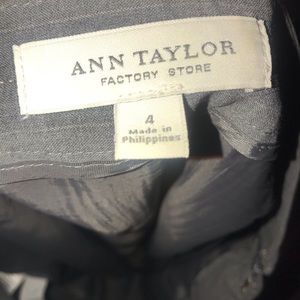 ANN TAYLOR
FACTORY STORE
4
Made in
Philippines